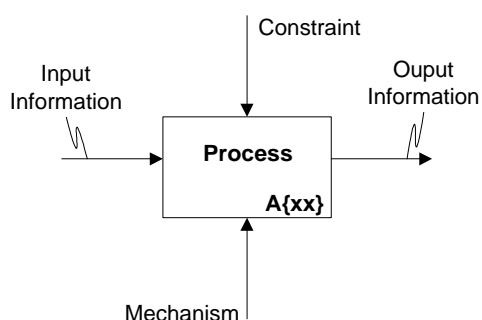 Constraint
Input
Information
Ouput
Information
Process
A{xx}
Mechanism